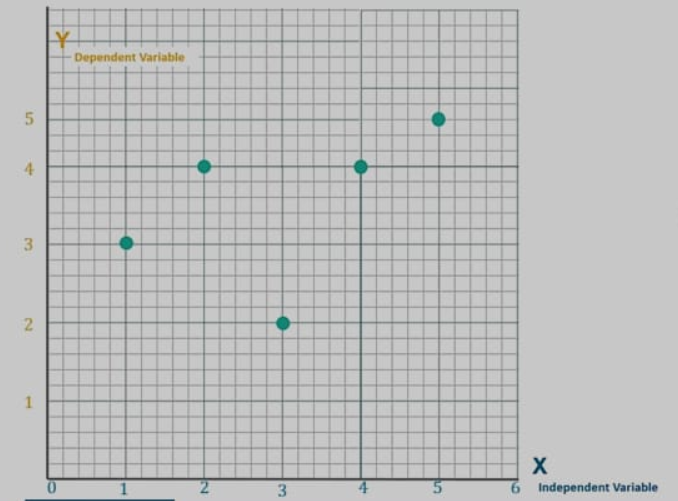 Y
Dependent Variable
5
4
3
2
1
0 1 2 3 4 5 6
X
Independent Variable